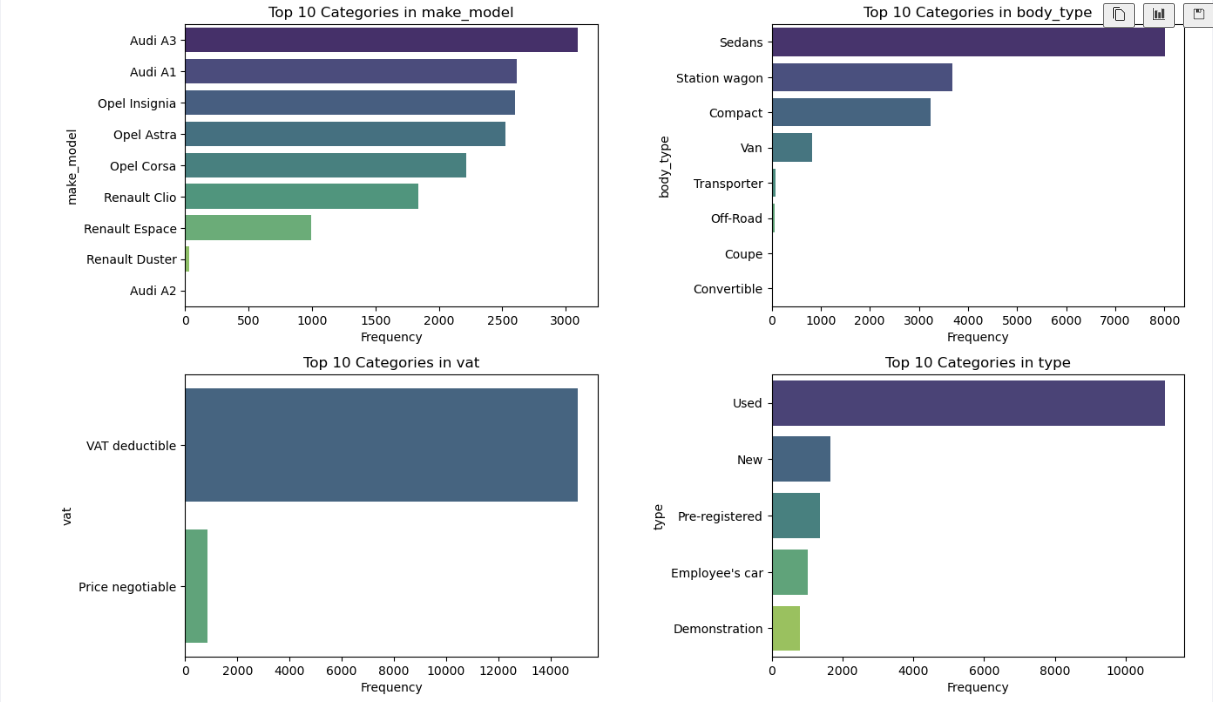 Top 10 Categories in make_model
make_model
Audi A3
Audi A1
Opel Insignia
Opel Astra
Opel Corsa
Renault Clio
Renault Espace
Renault Duster
Audi A2
0 500 1000 1500 2000 2500 3000
Frequency
Top 10 Categories in body_type
body_type
Sedans
Station wagon
Compact
Van
Transporter
Off-Road
Coupe
Convertible
0 1000 2000 3000 4000 5000 6000 7000 8000
Frequency
Top 10 Categories in vat
vat
VAT deductible
Price negotiable
0 2000 4000 6000 8000 10000 12000 14000
Frequency
Top 10 Categories in type
type
Used
New
Pre-registered
Employee's car
Demonstration
0 2000 4000 6000 8000 10000
Frequency